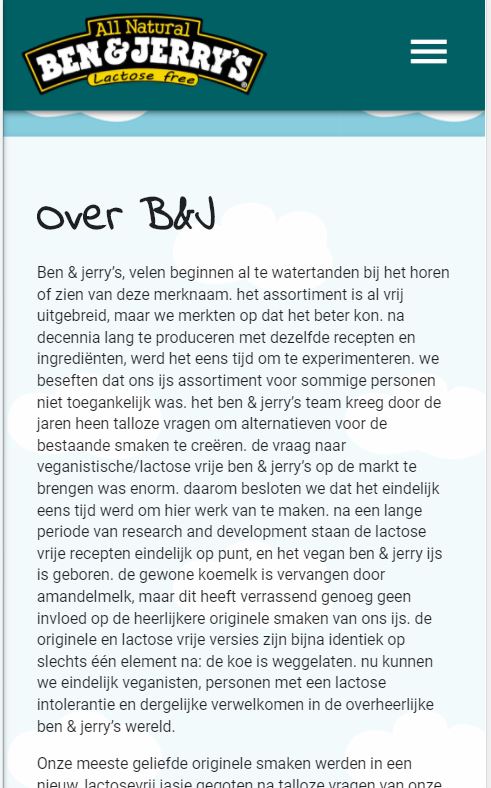 All Natural
BEN & JERRY'S
Lactose free
over B&J
Ben & jerry’s, velen beginnen al te watertanden bij het horen
of zien van deze merknaam. het assortiment is al vrij
uitgebreid, maar we merkten op dat het beter kon. na
decennia lang te produceren met dezelfde recepten en
ingrediënten, werd het eens tijd om te experimenteren. we
beseften dat ons ijs assortiment voor sommige personen
niet toegankelijk was. het ben & jerry’s team kreeg door de
jaren heen talloze vragen om alternatieven voor de
bestaande smaken te creëren. de vraag naar
veganistische/lactose vrije ben & jerry’s op de markt te
brengen was enorm. daarom besloten we dat het eindelijk
eens tijd werd om hier werk van te maken. na een lange
periode van research and development staan de lactose
vrije recepten eindelijk op punt, en het vegan ben & jerry ijs
is geboren. de gewone koemelk is vervangen door
amandelmelk, maar dit heeft verrassend genoeg geen
invloed op de heerlijkere originele smaken van ons ijs. de
originele en lactose vrije versies zijn bijna identiek op
slechts één element na: de koe is weggelaten. nu kunnen
we eindelijk veganisten, personen met een lactose
intolerantie en dergelijke verwelkomen in de overheerlijke
ben & jerry’s wereld.
Onze meeste geliefde originele smaken werden in een
nieuw, lactosevrij jasje gegoten na talloze vragen van onze